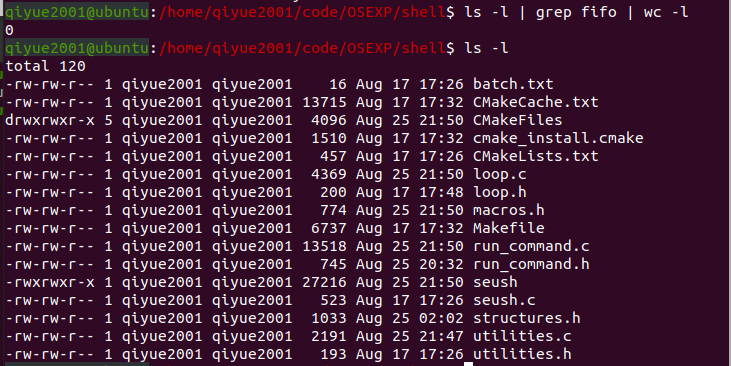 qiyue2001@ubuntu:/home/qiyue2001/code/OSEXP/shell$ ls -l | grep fifo | wc -l
0
qiyue2001@ubuntu:/home/qiyue2001/code/OSEXP/shell$ ls -l
total 120
-rw-rw-r-- 1 qiyue2001 qiyue2001    16 Aug 17 17:26 batch.txt
-rw-rw-r-- 1 qiyue2001 qiyue2001 13715 Aug 17 17:32 CMakeCache.txt
drwxrwxr-x 5 qiyue2001 qiyue2001  4096 Aug 25 21:50 CMakeFiles
-rw-rw-r-- 1 qiyue2001 qiyue2001  1510 Aug 17 17:32 cmake_install.cmake
-rw-rw-r-- 1 qiyue2001 qiyue2001   457 Aug 17 17:26 CMakeLists.txt
-rw-rw-r-- 1 qiyue2001 qiyue2001  4369 Aug 25 21:50 loop.c
-rw-rw-r-- 1 qiyue2001 qiyue2001   200 Aug 17 17:48 loop.h
-rw-rw-r-- 1 qiyue2001 qiyue2001   774 Aug 25 21:50 macros.h
-rw-rw-r-- 1 qiyue2001 qiyue2001  6737 Aug 17 17:32 Makefile
-rw-rw-r-- 1 qiyue2001 qiyue2001 13518 Aug 25 21:50 run_command.c
-rw-rw-r-- 1 qiyue2001 qiyue2001   745 Aug 25 20:32 run_command.h
-rwxrwxr-x 1 qiyue2001 qiyue2001 27216 Aug 25 21:50 seush
-rw-rw-r-- 1 qiyue2001 qiyue2001   523 Aug 17 17:26 seush.c
-rw-rw-r-- 1 qiyue2001 qiyue2001  1033 Aug 25 02:02 structures.h
-rw-rw-r-- 1 qiyue2001 qiyue2001  2191 Aug 25 21:47 utilities.c
-rw-rw-r-- 1 qiyue2001 qiyue2001   193 Aug 17 17:26 utilities.h